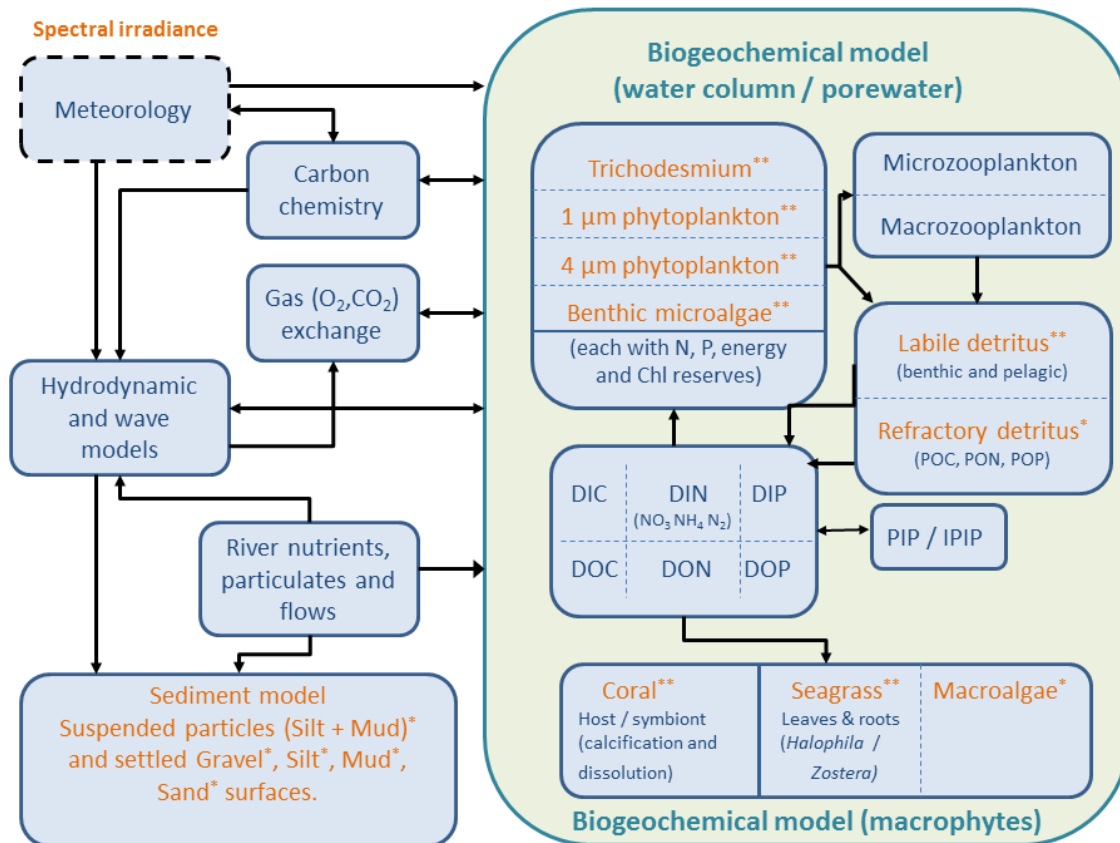 Spectral irradiance
Meteorology
Carbon
chemistry
Gas (O₂,CO₂)
exchange
Hydrodynamic
and wave
models
River nutrients,
particulates and
flows
Sediment model
Suspended particles (Silt + Mud)*
and settled Gravel*, Silt*, Mud*,
Sand* surfaces.
Biogeochemical model
(water column / porewater)
Trichodesmium**
1 µm phytoplankton**
4 µm phytoplankton**
Benthic microalgae**
(each with N, P, energy
and Chl reserves)
Microzooplankton
Macrozooplankton
Labile detritus**
(benthic and pelagic)
Refractory detritus*
(POC, PON, POP)
DIC DIN DIP
(NO₃ NH₄ N₂)
DOC DON DOP
PIP / IPIP
Coral**
Host / symbiont
(calcification and
dissolution)
Seagrass**
Leaves & roots
(Halophila /
Zostera)
Macroalgae*
Biogeochemical model (macrophytes)